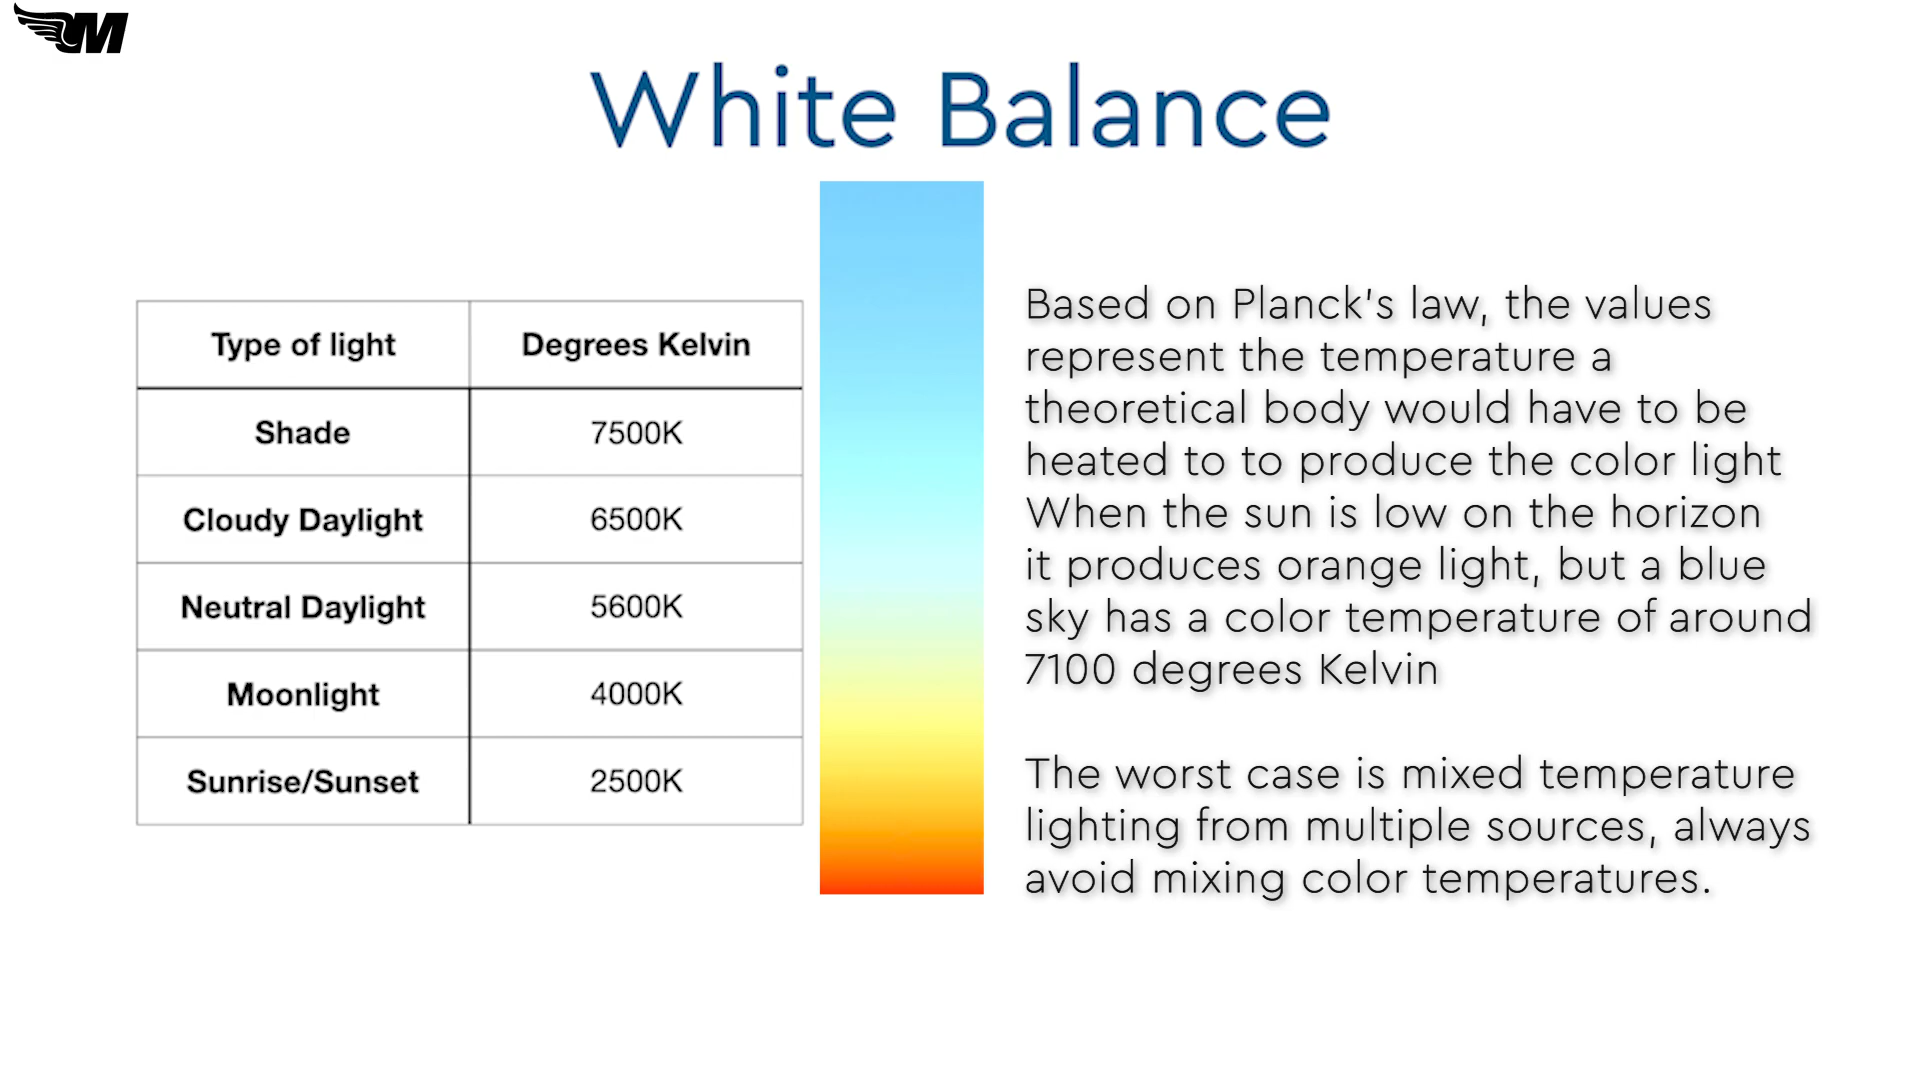 M
White Balance
Type of light Degrees Kelvin
Shade 7500K
Cloudy Daylight 6500K
Neutral Daylight 5600K
Moonlight 4000K
Sunrise/Sunset 2500K
Based on Planck's law, the values
represent the temperature a
theoretical body would have to be
heated to to produce the color light
When the sun is low on the horizon
it produces orange light, but a blue
sky has a color temperature of around
7100 degrees Kelvin
The worst case is mixed temperature
lighting from multiple sources, always
avoid mixing color temperatures.